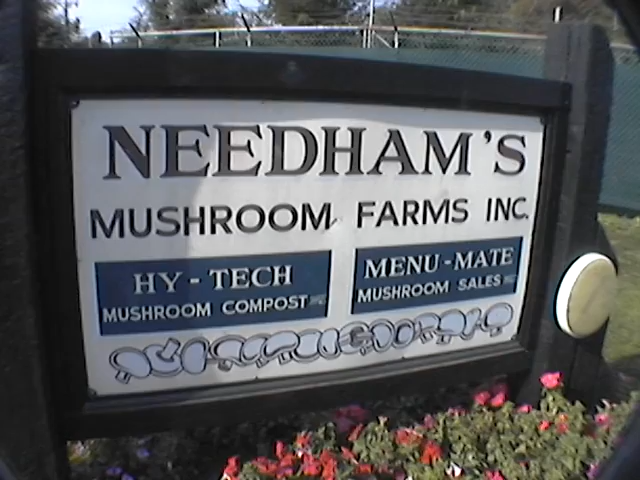 NEEDHAM'S
MUSHROOM FARMS INC.
HY-TECH
MUSHROOM COMPOST
MENU-MATE
MUSHROOM SALES